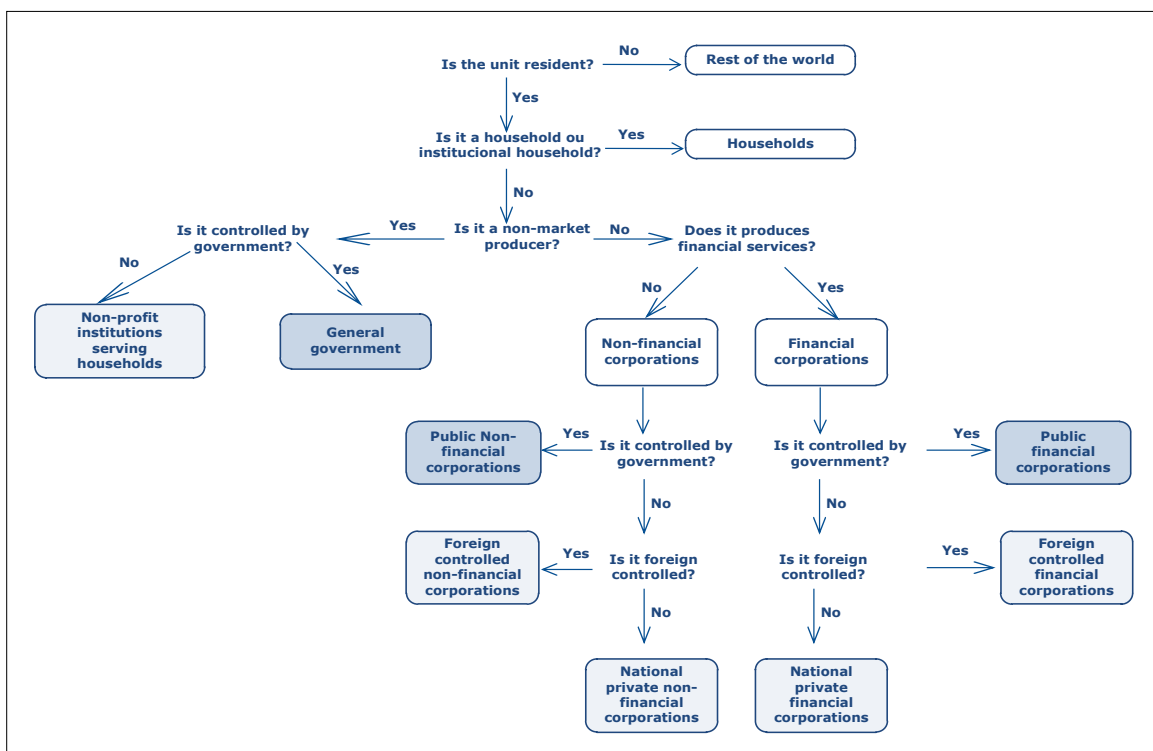 No
Is the unit resident?
Rest of the world
Yes
Is it a household ou
institucional household?
Yes
Households
No
Is it controlled by
government?
Yes
Is it a non-market
producer?
No
Does it produces
financial services?
No
Yes
No
Yes
Non-profit
institutions
serving
households
General
government
Non-financial
corporations
Financial
corporations
Public Non-
financial
corporations
Yes
Is it controlled by
government?
Is it controlled by
government?
Yes
Public
financial
corporations
No
No
Foreign
controlled
non-financial
corporations
Yes
Is it foreign
controlled?
Is it foreign
controlled?
Yes
Foreign
controlled
financial
corporations
No
No
National
private non-
financial
corporations
National
private
financial
corporations